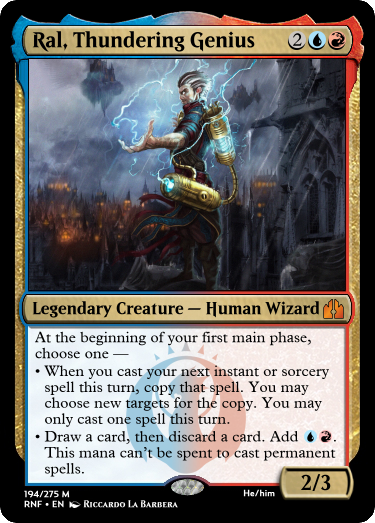 Ral, Thundering Genius 2
Legendary Creature — Human Wizard
At the beginning of your first main phase,
choose one —
• When you cast your next instant or sorcery
spell this turn, copy that spell. You may
choose new targets for the copy. You may
only cast one spell this turn.
• Draw a card, then discard a card. Add.
This mana can't be spent to cast permanent
spells.
2/3
194/275 M He/him
RNF • EN Riccardo La Barbera